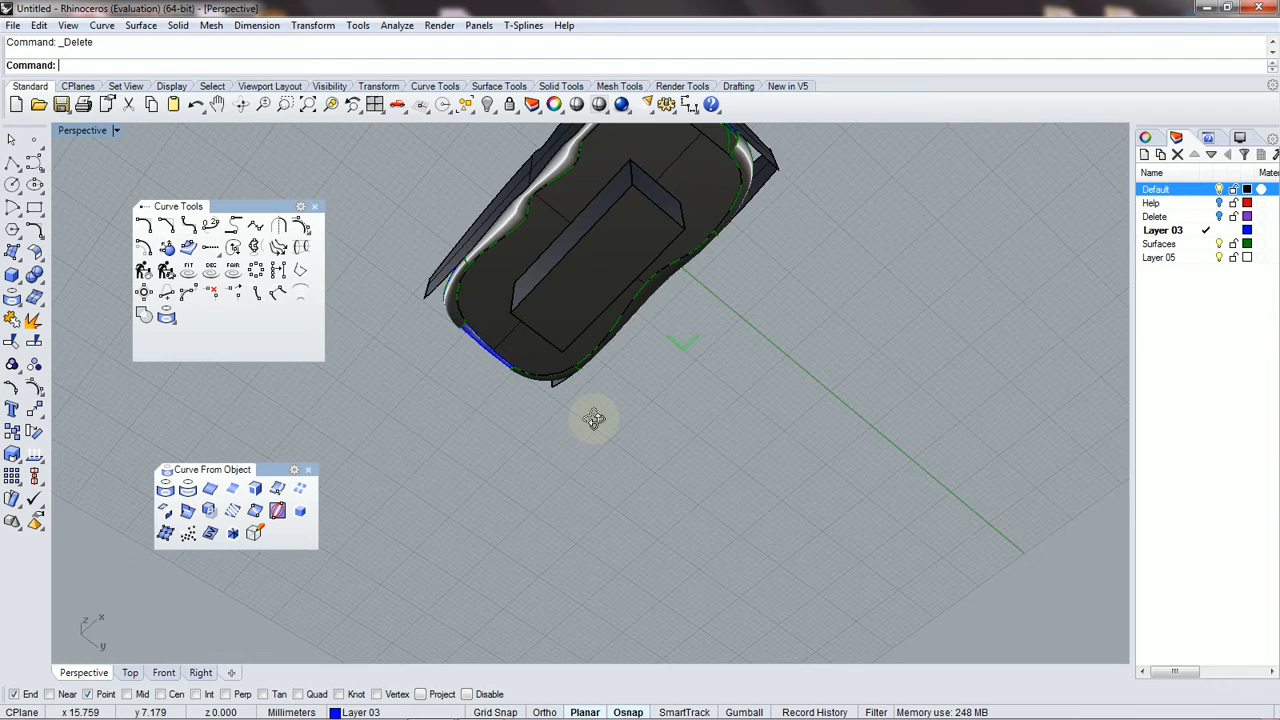 Untitled - Rhinoceros (Evaluation) (64-bit) - [Perspective]
File Edit View Curve Surface Solid Mesh Dimension Transform Tools Analyze Render Panels T-Splines Help
Command: _Delete
Command:
Standard CPlanes Set View Display Select Viewport Layout Visibility Transform Curve Tools Surface Tools Solid Tools Mesh Tools Render Tools Drafting New in V5
Perspective
Name Mate
Default
Help
Delete
Layer 03
Surfaces
Layer 05
Curve Tools
FIT DEG FAIR
Curve From Object
z x
y
Perspective Top Front Right
End Near Point Mid Cen Int Perp Tan Quad Knot Vertex Project Disable
CPlane x 15.759 y 7.179 z 0.000 Millimeters Layer 03 Grid Snap Ortho Planar Osnap SmartTrack Gumball Record History Filter Memory use: 248 MB